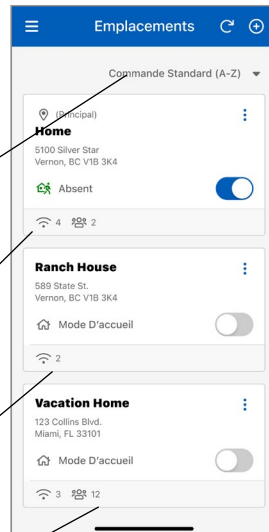 Emplacements
Commande Standard (A-Z)
(Principal)
Home
5100 Silver Star
Vernon, BC V1B 3K4
Absent
4 2
Ranch House
589 State St.
Vernon, BC V1B 3K4
Mode D'accueil
2
Vacation Home
123 Collins Blvd.
Miami, FL 33101
Mode D'accueil
3 12